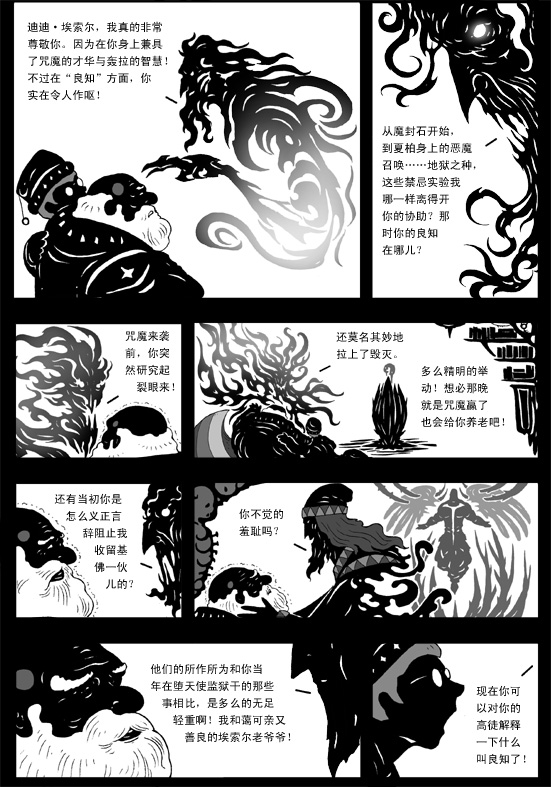 迪迪·埃索尔，我真的非常
尊敬你。因为在你身上兼具
了咒魔的才华与轰拉的智慧！
不过在“良知”方面，你
实在令人作呕！
从魔封石开始，
到夏柏身上的恶魔
召唤……地狱之种，
这些禁忌实验我
哪一样离得开
你的协助？那
时你的良知
在哪儿？
咒魔来袭
前，你突
然研究起
裂眼来！
还莫名其妙地
拉上了毁灭。
多么精明的举
动！想必那晚
就是咒魔赢了
也会给你养老吧！
还有当初你是
怎么义正言
辞阻止我
收留基
佛一伙
儿的？
你不觉的
羞耻吗？
他们的所作所为和你当
年在堕天使监狱干的那些
事相比，是多么的无足
轻重啊！我和蔼可亲又
善良的埃索尔老爷爷！
现在你可
以对你的
高徒解释
一下什么
叫良知了！